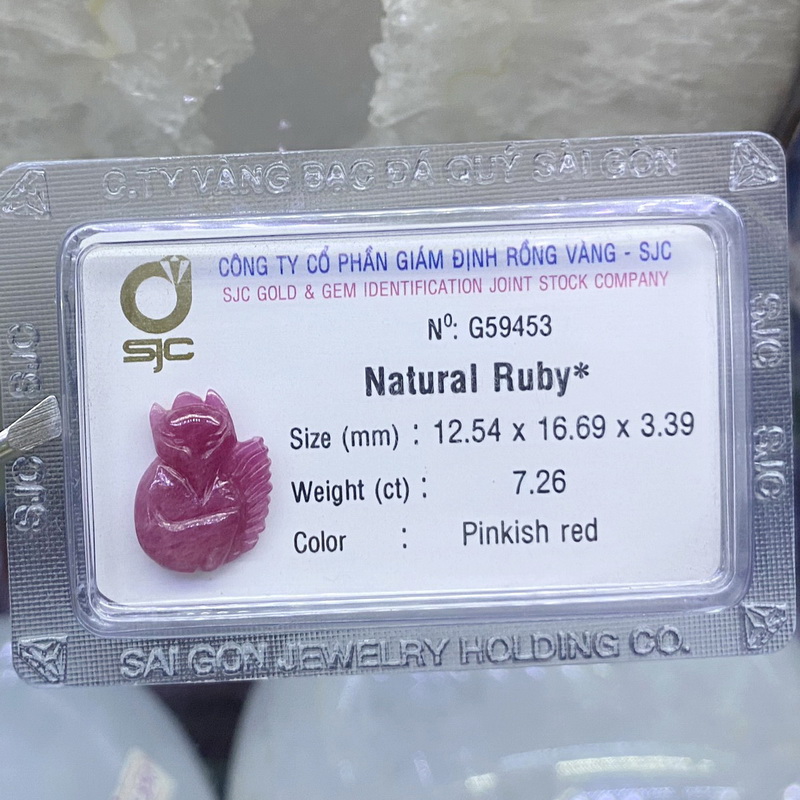 C.TY VÀNG BẠC ĐÁ QUÝ SÀI GÒN
CÔNG TY CỔ PHẦN GIÁM ĐỊNH RỒNG VÀNG - SJC
SJC GOLD & GEM IDENTIFICATION JOINT STOCK COMPANY
SJC
Nº: G59453
Natural Ruby*
Size (mm) : 12.54 x 16.69 x 3.39
Weight (ct) : 7.26
Color : Pinkish red
SJC
SJC
SJC
SJC
SAI GON JEWELRY HOLDING CO.